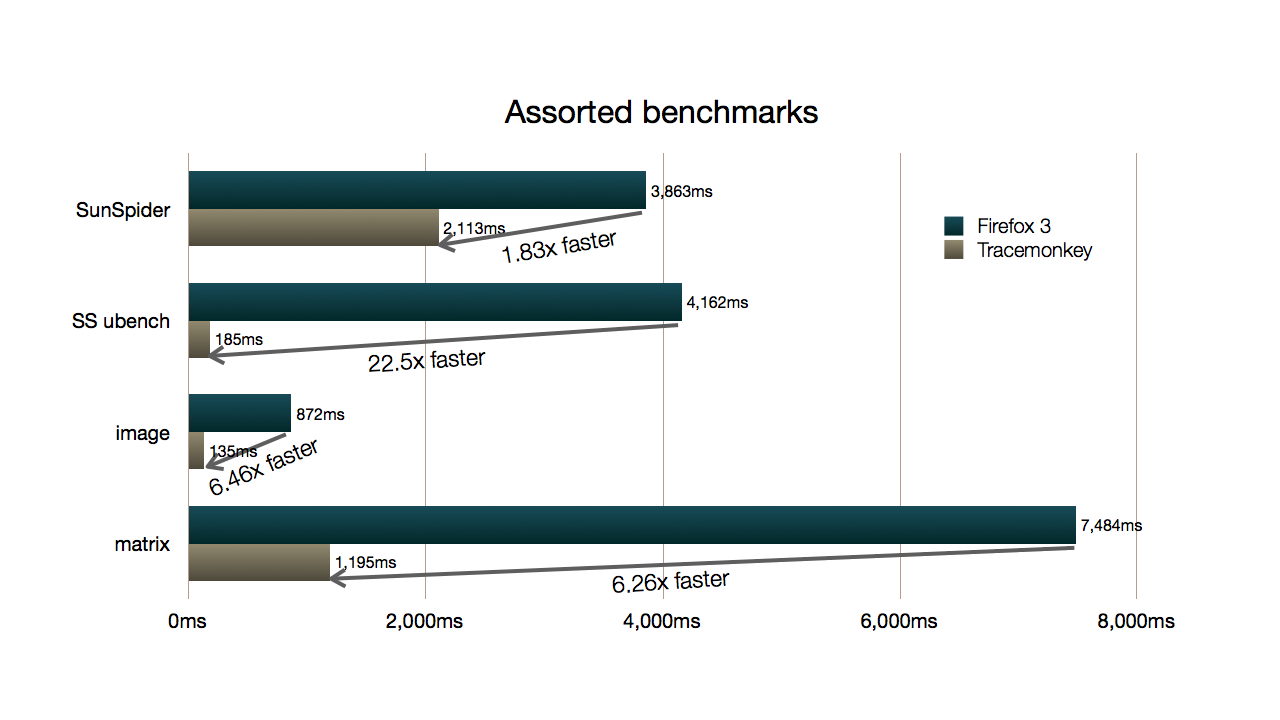 Assorted benchmarks
SunSpider
3,863ms
2,113ms
1.83x faster
Firefox 3
Tracemonkey
SS ubench
4,162ms
185ms
22.5x faster
image
872ms
135ms
6.46x faster
matrix
7,484ms
1,195ms
6.26x faster
0ms 2,000ms 4,000ms 6,000ms 8,000ms